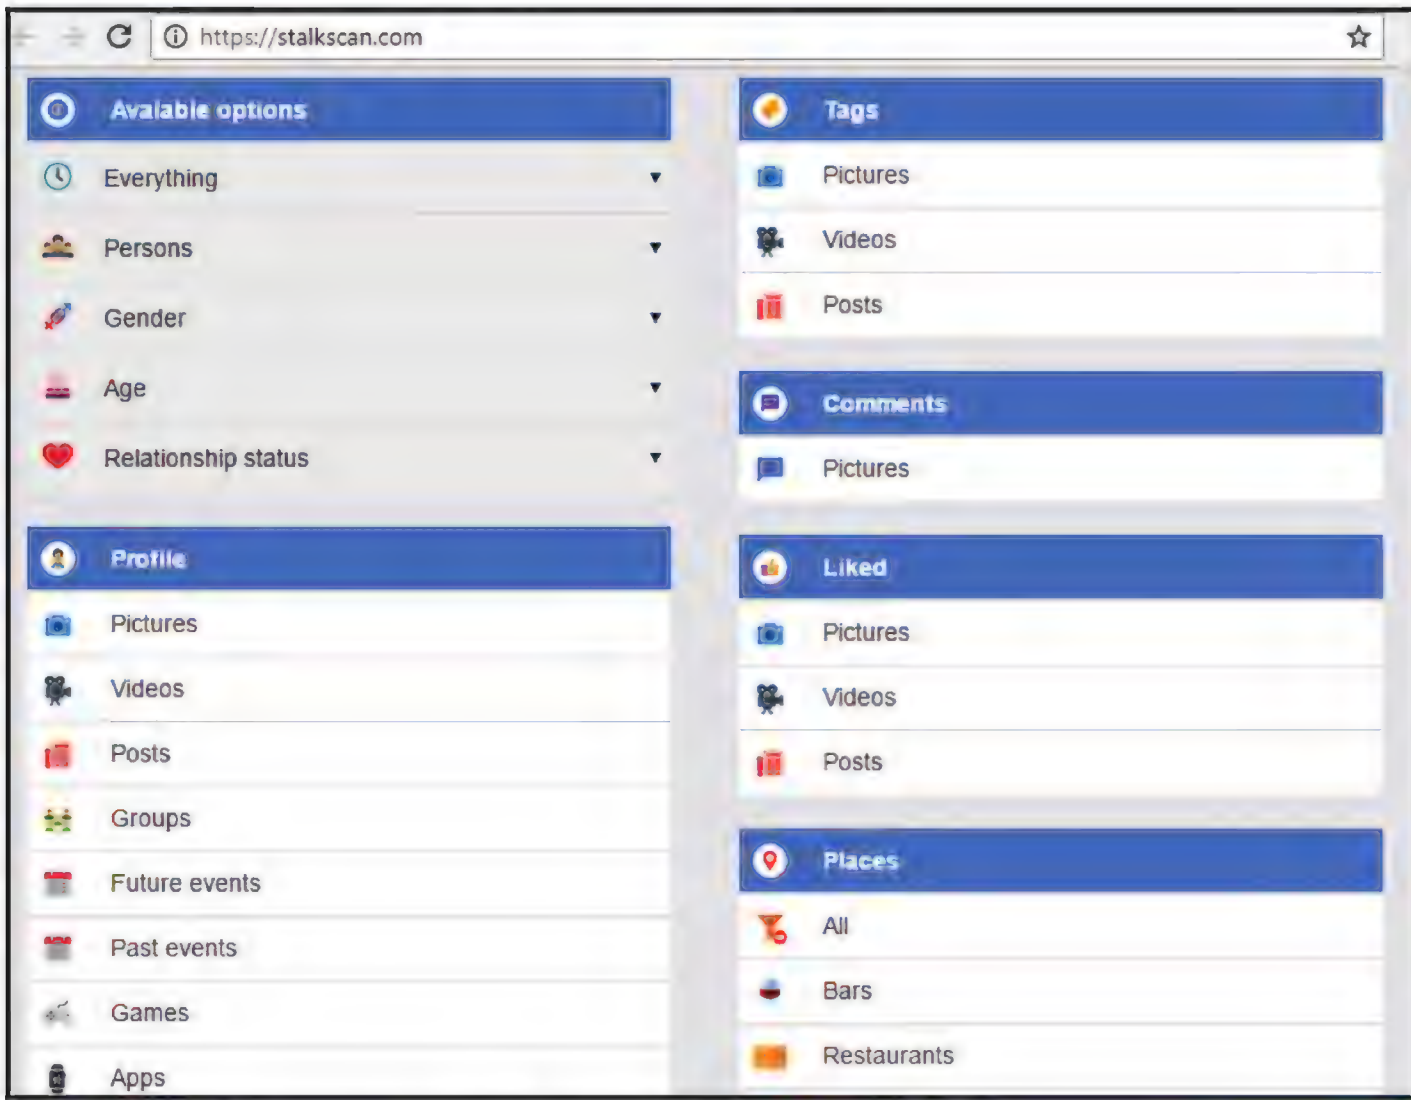 https://stalkscan.com
Avalable options
Everything
Persons
Gender
Age
Relationship status
Profile
Pictures
Videos
Posts
Groups
Future events
Past events
Games
Apps
Tags
Pictures
Videos
Posts
Comments
Pictures
Liked
Pictures
Videos
Posts
Places
All
Bars
Restaurants